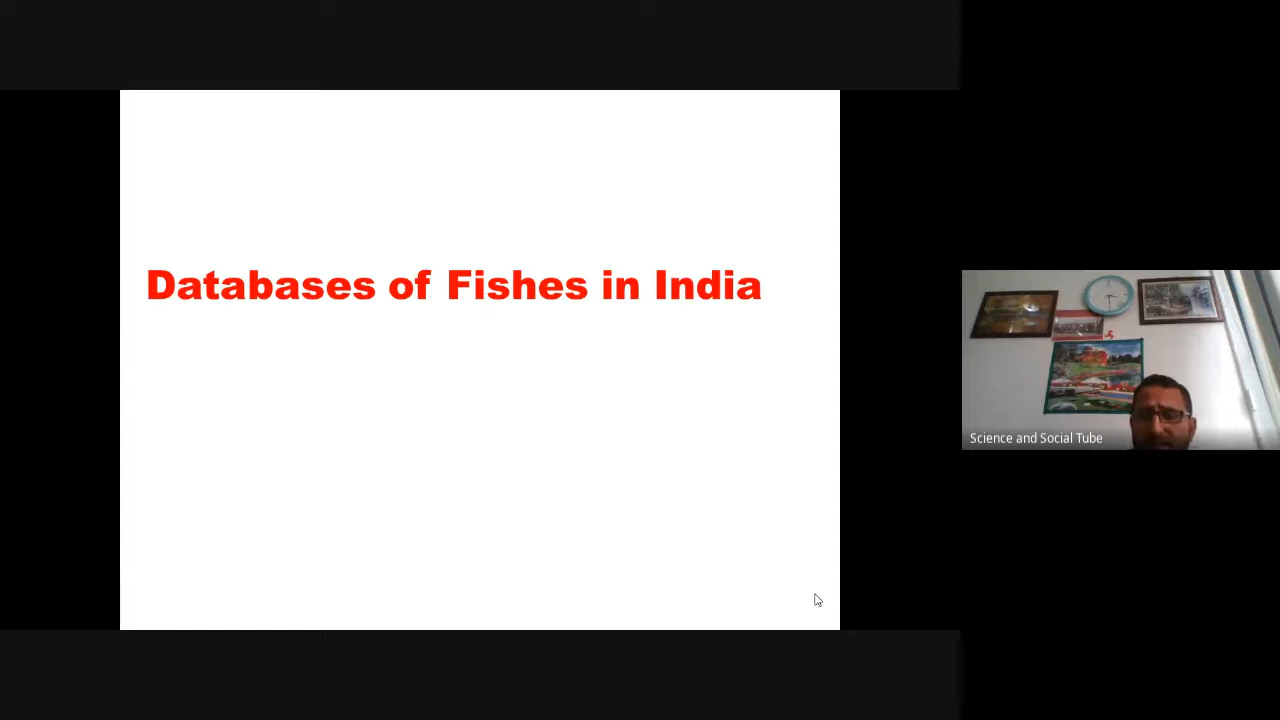 Databases of Fishes in India
Science and Social Tube